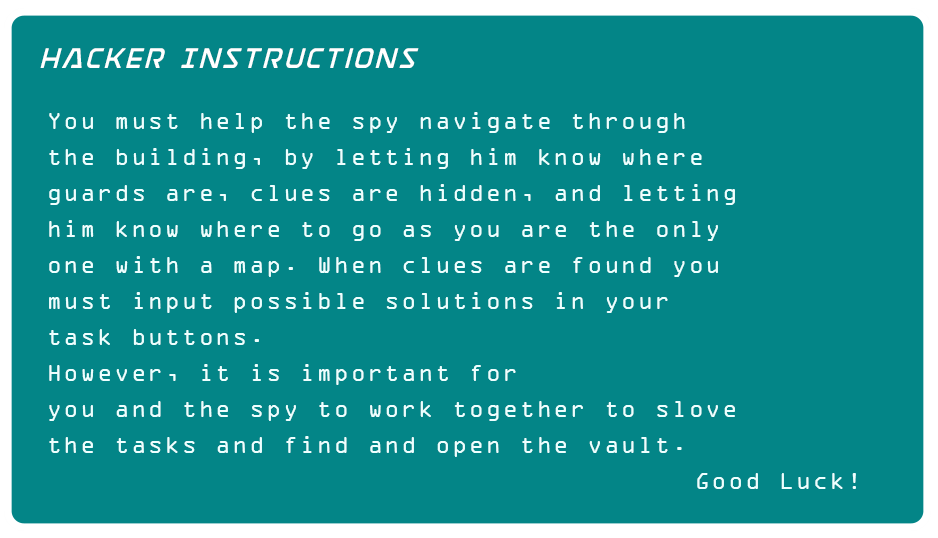 HACKER INSTRUCTIONS
You must help the spy navigate through
the building, by letting him know where
guards are, clues are hidden, and letting
him know where to go as you are the only
one with a map. When clues are found you
must input possible solutions in your
task buttons.
However, it is important for
you and the spy to work together to slove
the tasks and find and open the vault.
Good Luck!